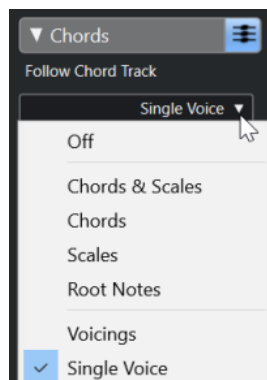 Chords
Follow Chord Track
Single Voice
Off
Chords & Scales
Chords
Scales
Root Notes
Voicings
Single Voice